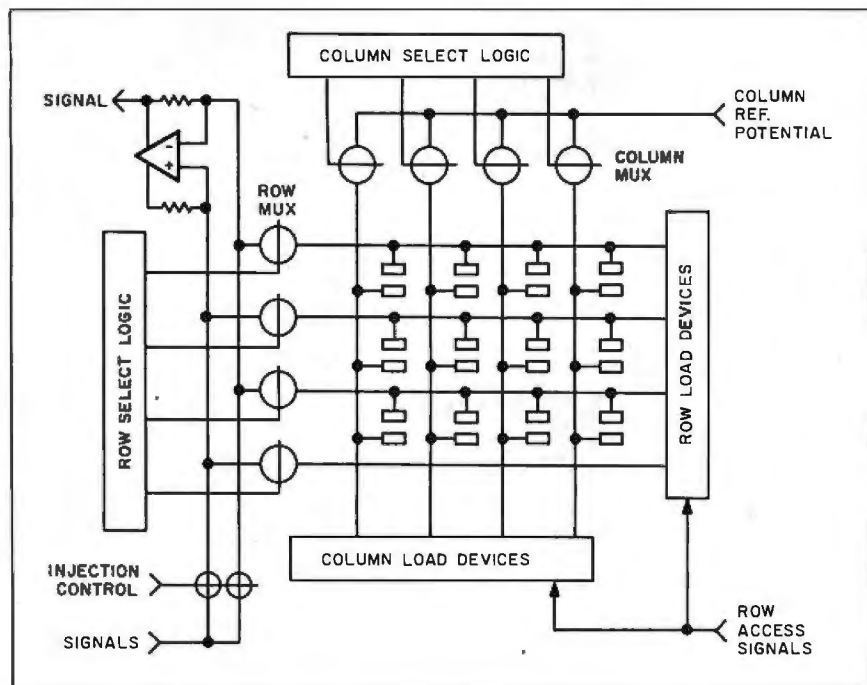 COLUMN SELECT LOGIC
SIGNAL
COLUMN
REF.
POTENTIAL
-
+
COLUMN
MUX
ROW
MUX
ROW SELECT LOGIC
ROW LOAD DEVICES
COLUMN LOAD DEVICES
INJECTION
CONTROL
SIGNALS
ROW
ACCESS
SIGNALS